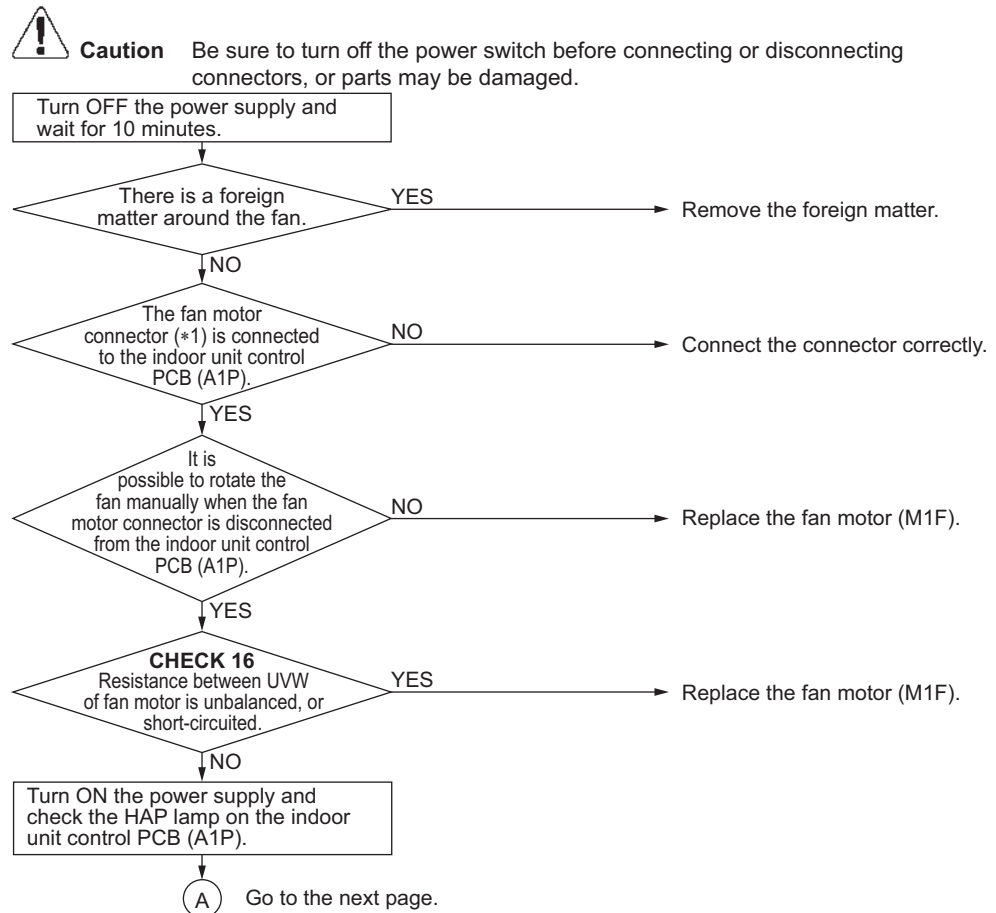 Caution Be sure to turn off the power switch before connecting or disconnecting
connectors, or parts may be damaged.
Turn OFF the power supply and
wait for 10 minutes.
There is a foreign
matter around the fan.
YES
Remove the foreign matter.
NO
The fan motor
connector (*1) is connected
to the indoor unit control
PCB (A1P).
NO
Connect the connector correctly.
YES
It is
possible to rotate the
fan manually when the fan
motor connector is disconnected
from the indoor unit control
PCB (A1P).
NO
Replace the fan motor (M1F).
YES
CHECK 16
Resistance between UVW
of fan motor is unbalanced, or
short-circuited.
YES
Replace the fan motor (M1F).
NO
Turn ON the power supply and
check the HAP lamp on the indoor
unit control PCB (A1P).
A Go to the next page.